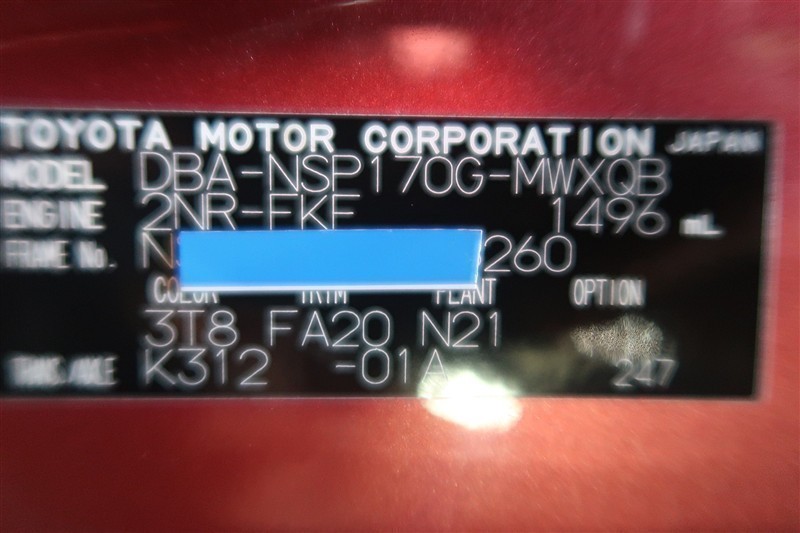 TOYOTA MOTOR CORPORATION JAPAN
MODEL DBA-NSP170G-MWXQB
ENGINE 2NR-FKE 1496 mL
FRAME No. N 260
COLOR TRIM PLANT OPTION
3T8 FA20 N21
TRANS./AXLE K312 -01A 247